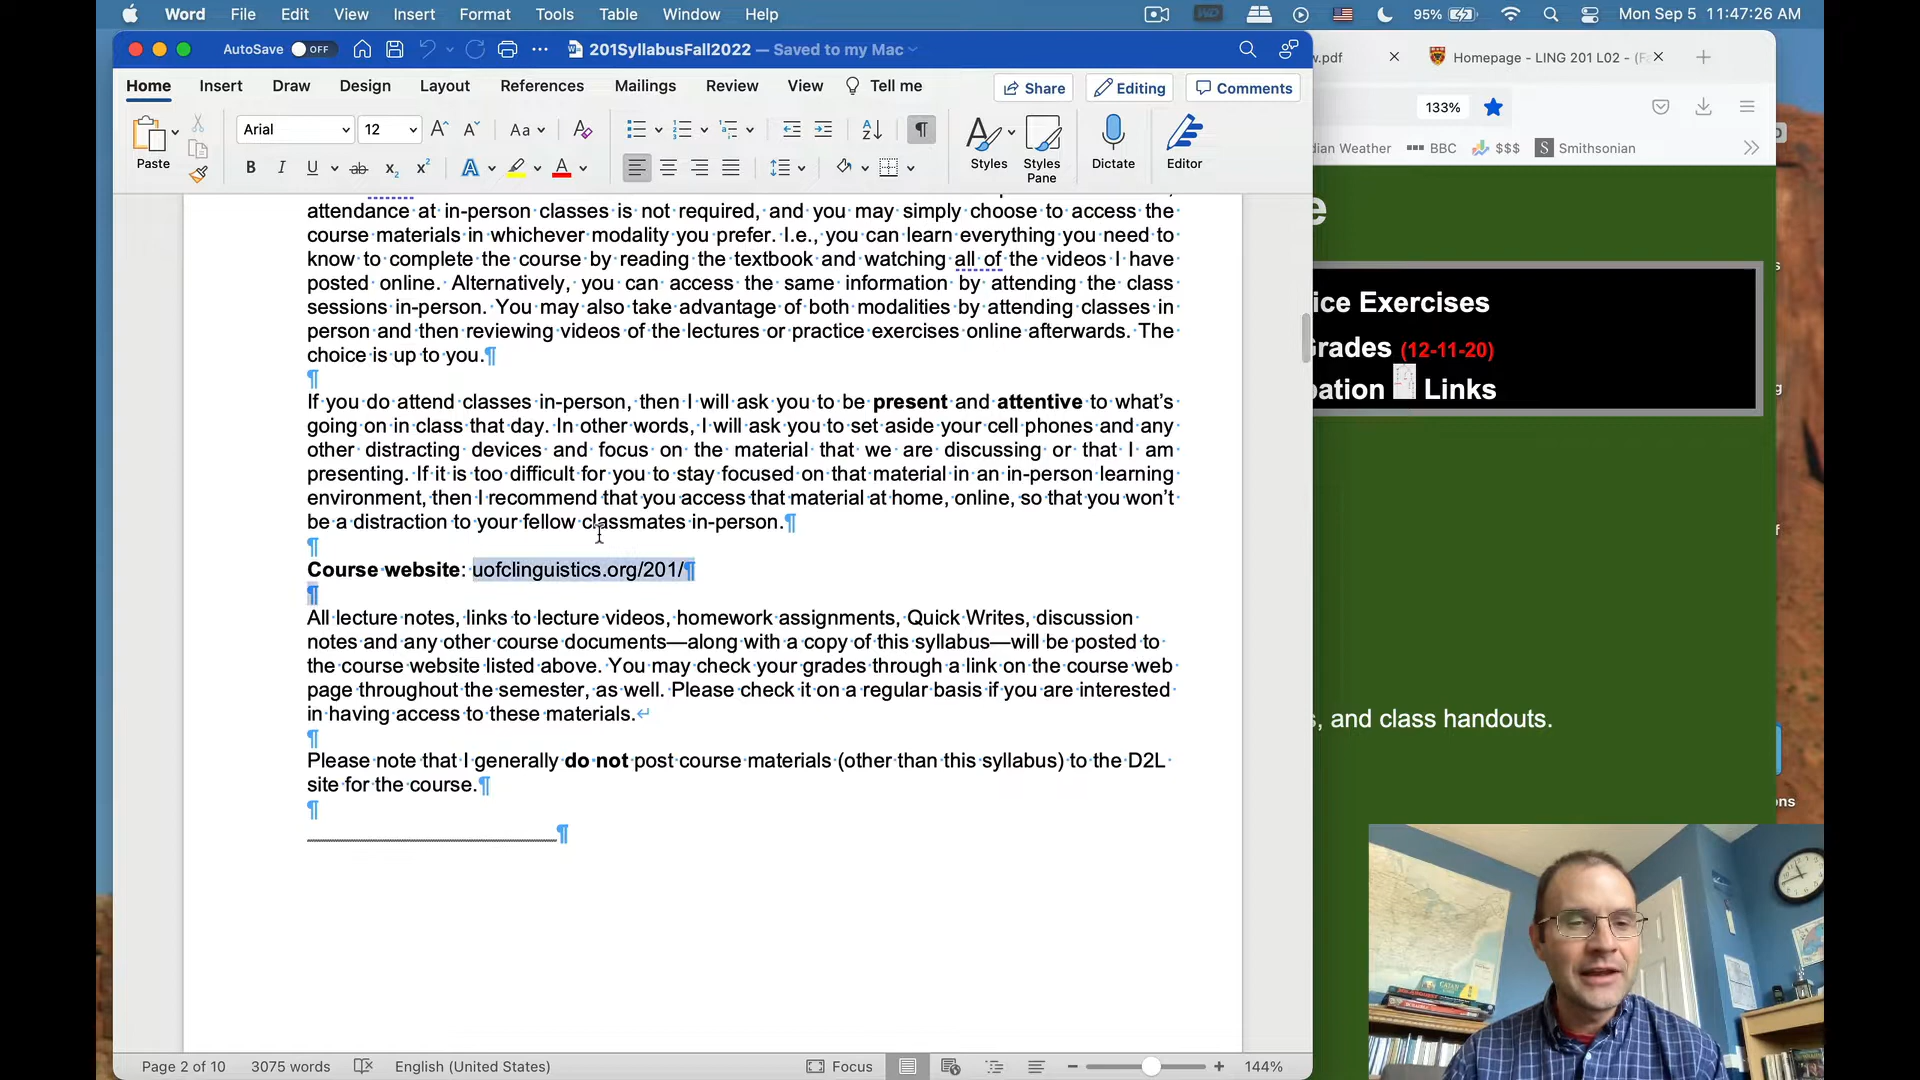 Word File Edit View Insert Format Tools Table Window Help 95% Mon Sep 5 11:47:26 AM
AutoSave OFF 201SyllabusFall2022 — Saved to my Mac
Home Insert Draw Design Layout References Mailings Review View Tell me Share Editing Comments
Paste Arial 12 Aa Styles Styles Pane Dictate Editor
attendance at in-person classes is not required, and you may simply choose to access the
course materials in whichever modality you prefer. I.e., you can learn everything you need to
know to complete the course by reading the textbook and watching all of the videos I have
posted online. Alternatively, you can access the same information by attending the class
sessions in-person. You may also take advantage of both modalities by attending classes in
person and then reviewing videos of the lectures or practice exercises online afterwards. The
choice is up to you.¶
¶
If you do attend classes in-person, then I will ask you to be present and attentive to what's
going on in class that day. In other words, I will ask you to set aside your cell phones and any
other distracting devices and focus on the material that we are discussing or that I am
presenting. If it is too difficult for you to stay focused on that material in an in-person learning
environment, then I recommend that you access that material at home, online, so that you won't
be a distraction to your fellow classmates in-person.¶
¶
Course website: uofclinguistics.org/201/¶
¶
All lecture notes, links to lecture videos, homework assignments, Quick Writes, discussion
notes and any other course documents—along with a copy of this syllabus—will be posted to
the course website listed above. You may check your grades through a link on the course web
page throughout the semester, as well. Please check it on a regular basis if you are interested
in having access to these materials.↵
¶
Please note that I generally do not post course materials (other than this syllabus) to the D2L
site for the course.¶
¶
¶
Page 2 of 10 3075 words English (United States) Focus 144%
.pdf Homepage - LING 201 L02 - (Fa
133%
dian Weather BBC $$$ Smithsonian
e
ice Exercises
Grades (12-11-20)
pation Links
s, and class handouts.
ons
CATAN